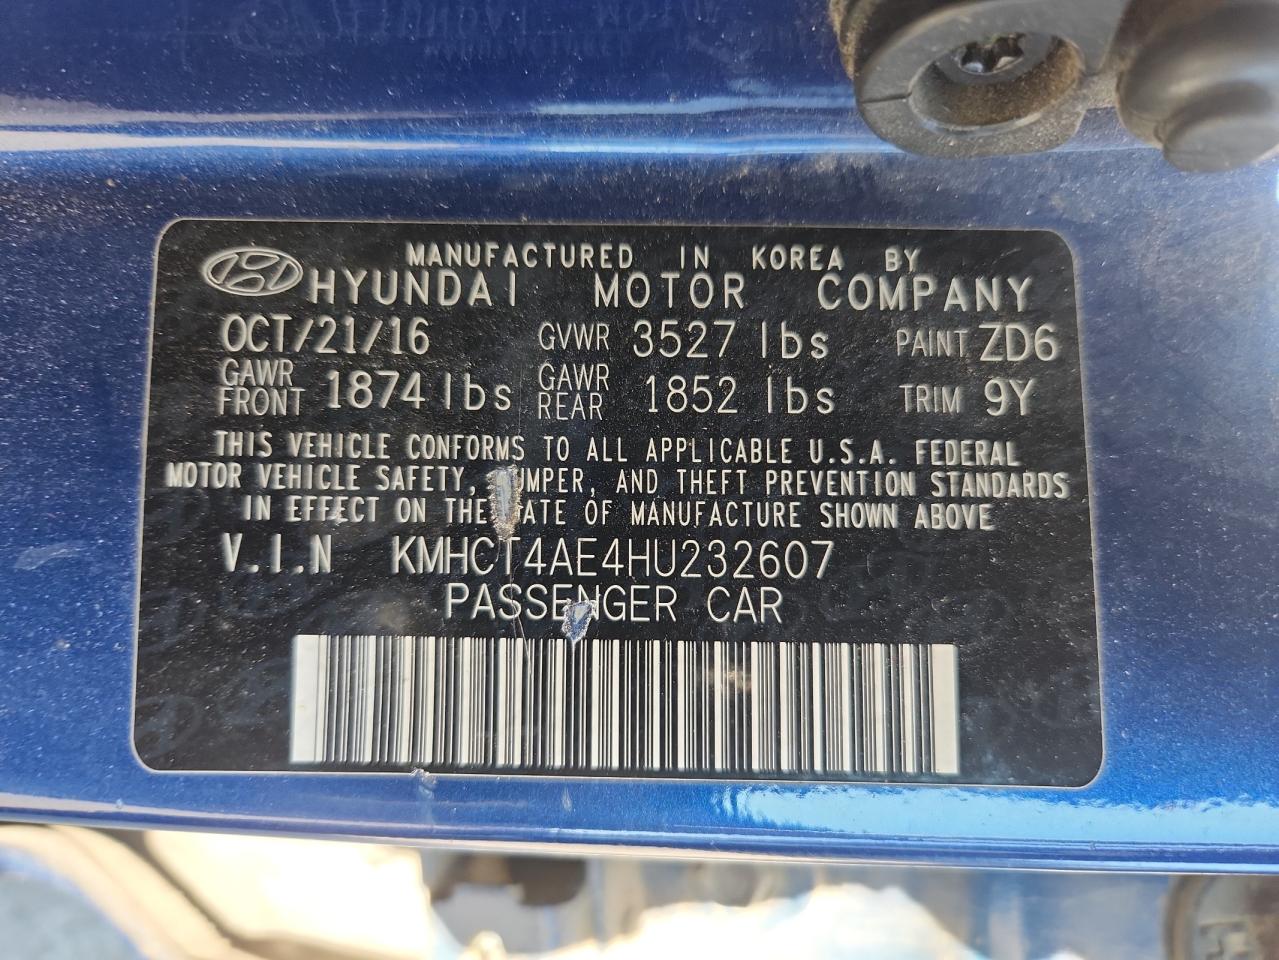 MANUFACTURED IN KOREA BY
HYUNDAI MOTOR COMPANY
OCT/21/16 GVWR 3527 lbs PAINT ZD6
GAWR FRONT 1874 lbs GAWR REAR 1852 lbs TRIM 9Y
THIS VEHICLE CONFORMS TO ALL APPLICABLE U.S.A. FEDERAL
MOTOR VEHICLE SAFETY, UMPER, AND THEFT PREVENTION STANDARDS
IN EFFECT ON THE ATE OF MANUFACTURE SHOWN ABOVE
V.I.N KMHCT4AE4HU232607
PASSENGER CAR